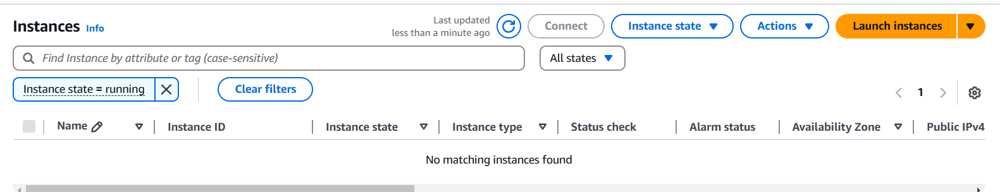 Instances Info
Last updated
less than a minute ago
Connect
Instance state
Actions
Launch instances
Find Instance by attribute or tag (case-sensitive)
All states
Instance state = running
Clear filters
1
Name
Instance ID
Instance state
Instance type
Status check
Alarm status
Availability Zone
Public IPv4
No matching instances found